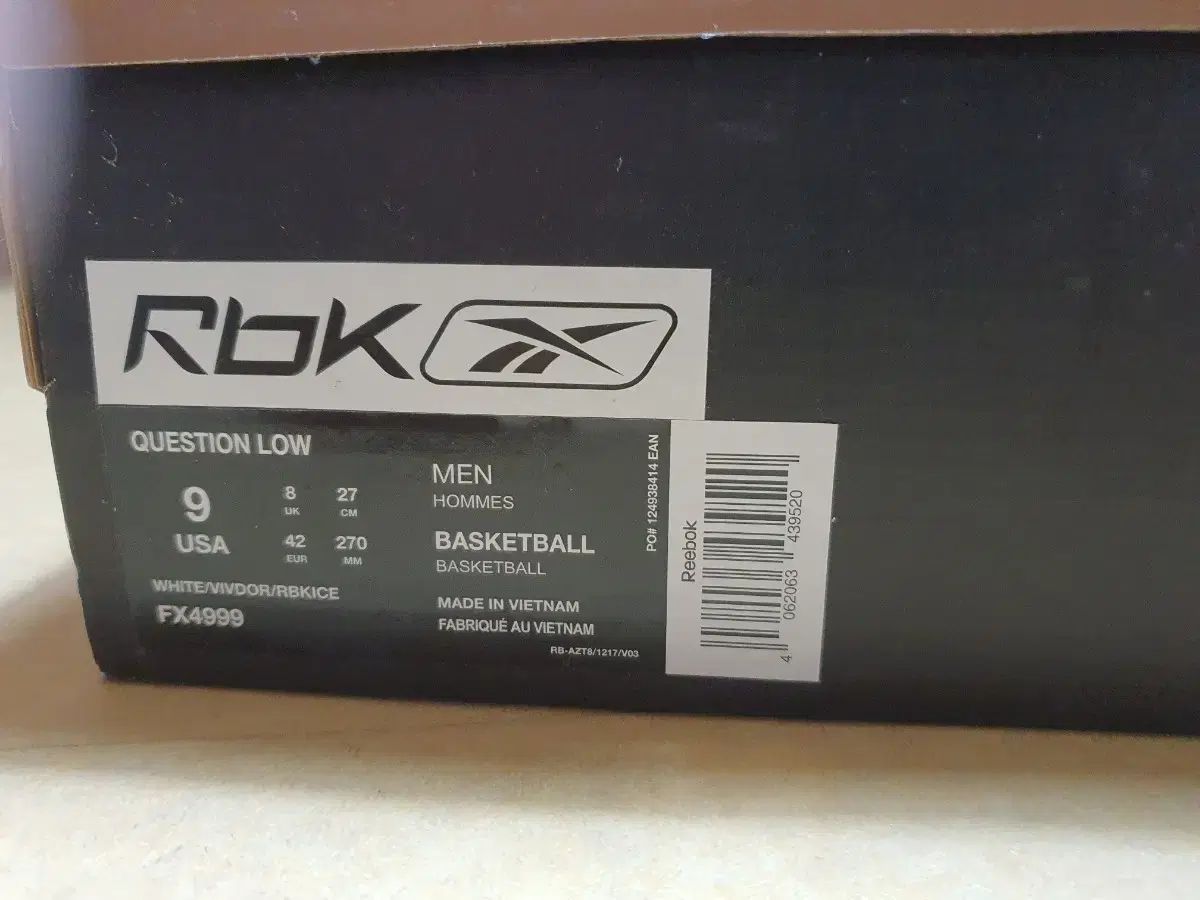 RbK
QUESTION LOW
9
USA
8
UK
27
CM
42
EUR
270
MM
WHITE/VIVDOR/RBKICE
FX4999
MEN
HOMMES
BASKETBALL
BASKETBALL
MADE IN VIETNAM
FABRIQUÉ AU VIETNAM
RB-AZT8/1217/V03
PO# 124938414 EAN
Reebok
4 062063 439520